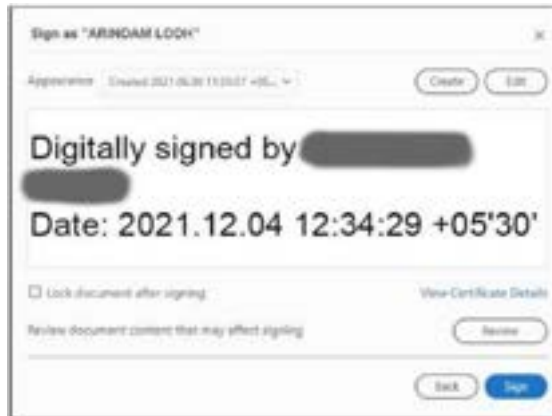 Sign as "ARINDAM LODH"
Appearance
Create
Edit
Digitally signed by
Date: 2021.12.04 12:34:29 +05'30'
Lock document after signing
View Certificate Details
Review document content that may affect signing
Review
Back
Sign